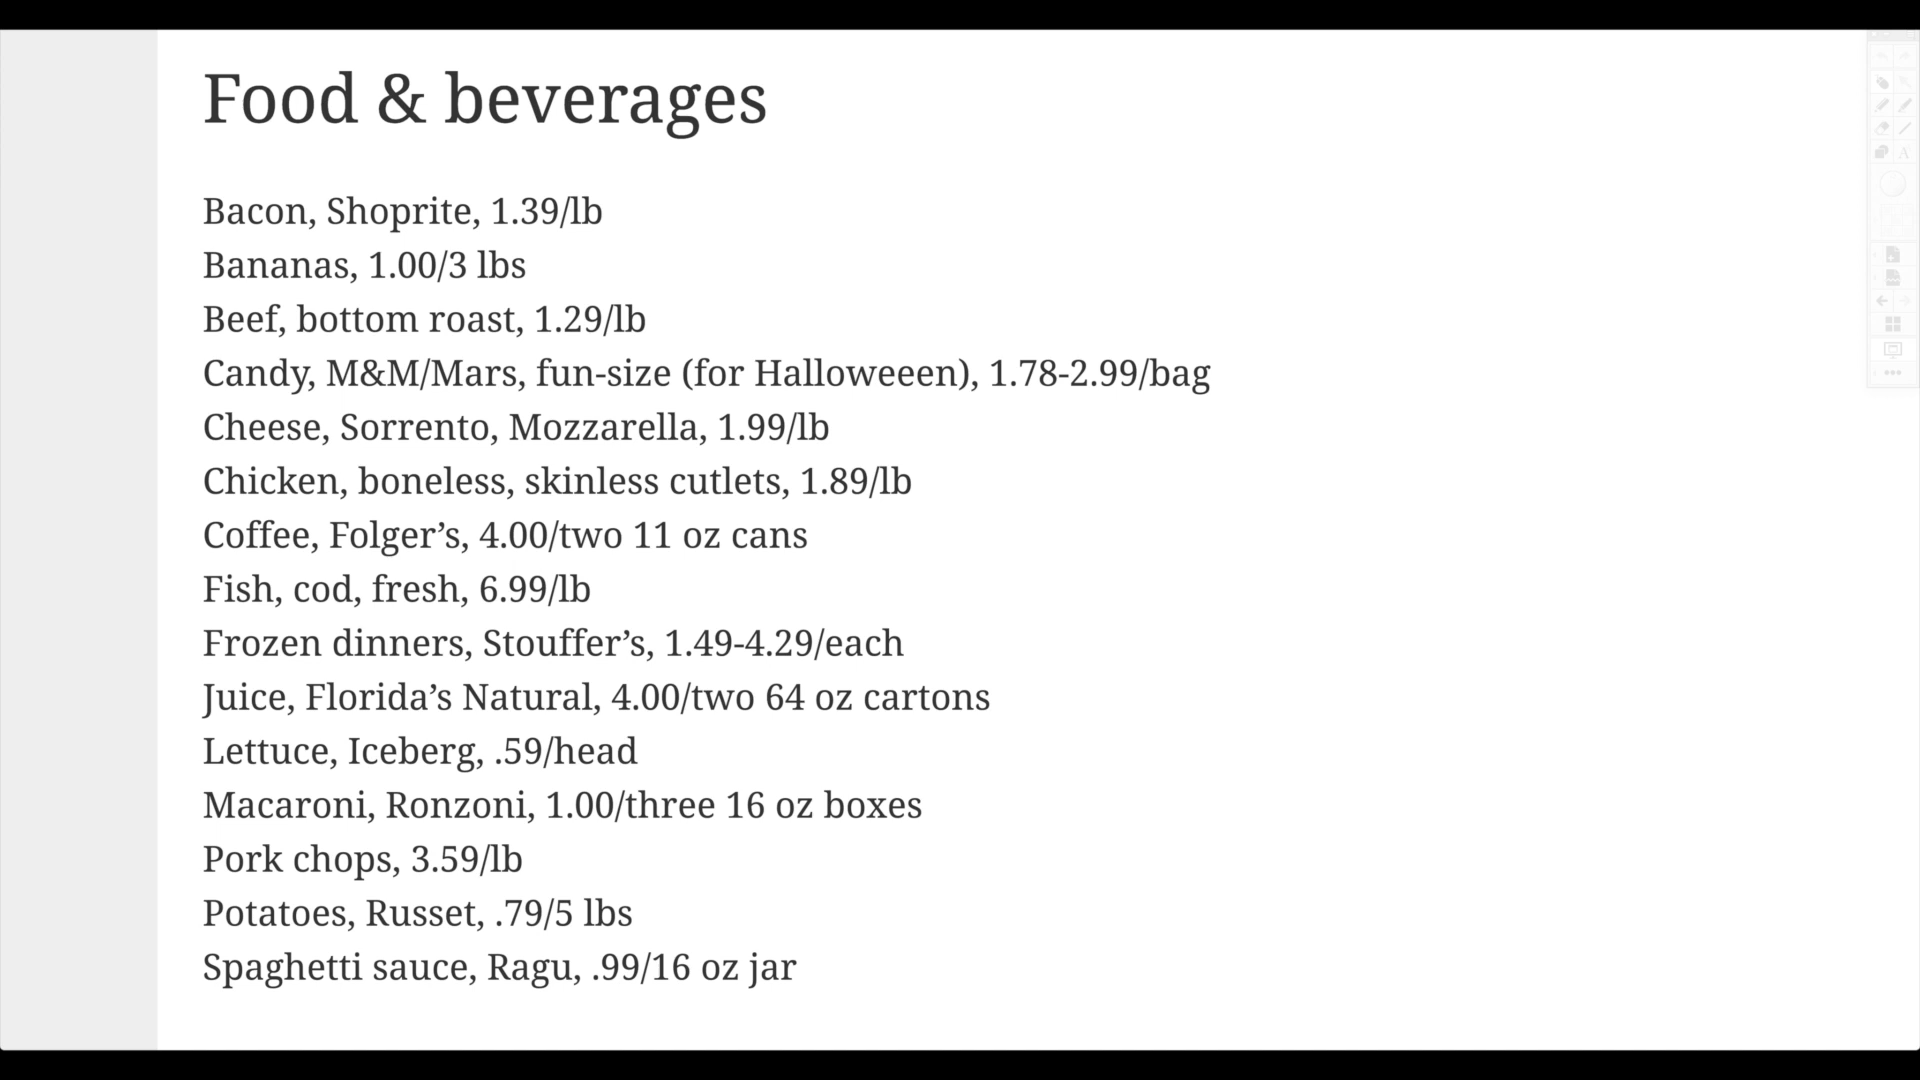 Food & beverages
Bacon, Shoprite, 1.39/lb
Bananas, 1.00/3 lbs
Beef, bottom roast, 1.29/lb
Candy, M&M/Mars, fun-size (for Halloweeen), 1.78-2.99/bag
Cheese, Sorrento, Mozzarella, 1.99/lb
Chicken, boneless, skinless cutlets, 1.89/lb
Coffee, Folger’s, 4.00/two 11 oz cans
Fish, cod, fresh, 6.99/lb
Frozen dinners, Stouffer’s, 1.49-4.29/each
Juice, Florida’s Natural, 4.00/two 64 oz cartons
Lettuce, Iceberg, .59/head
Macaroni, Ronzoni, 1.00/three 16 oz boxes
Pork chops, 3.59/lb
Potatoes, Russet, .79/5 lbs
Spaghetti sauce, Ragu, .99/16 oz jar